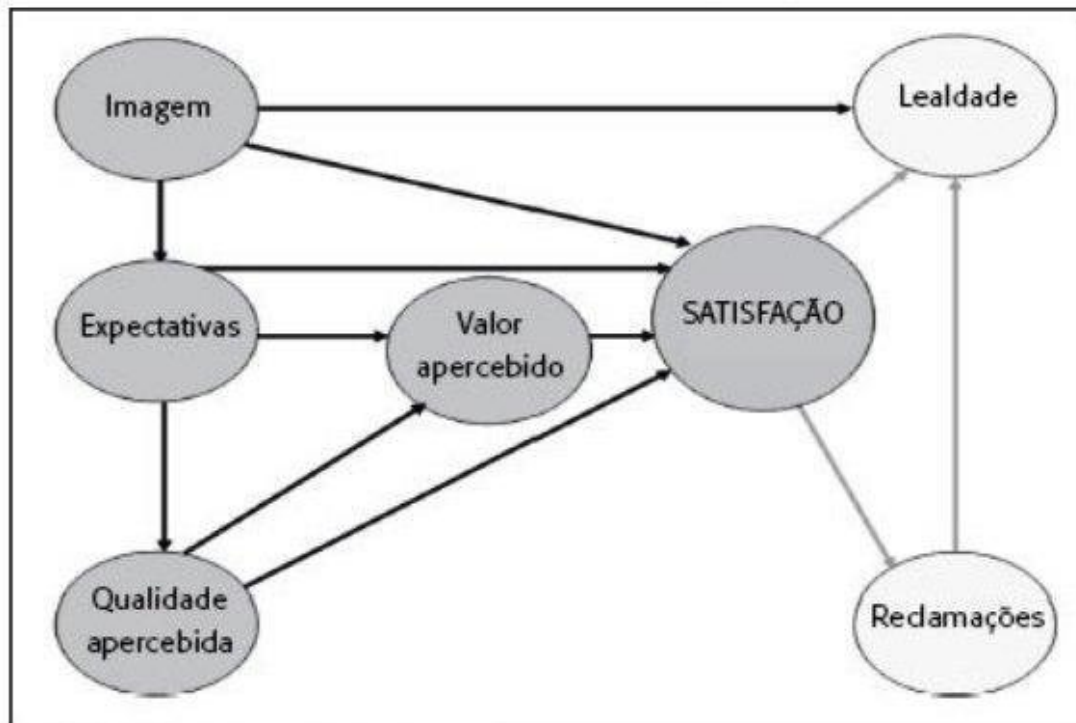 Imagem
Lealdade
Expectativas
Valor
apercebido
SATISFAÇÃO
Qualidade
apercebida
Reclamações